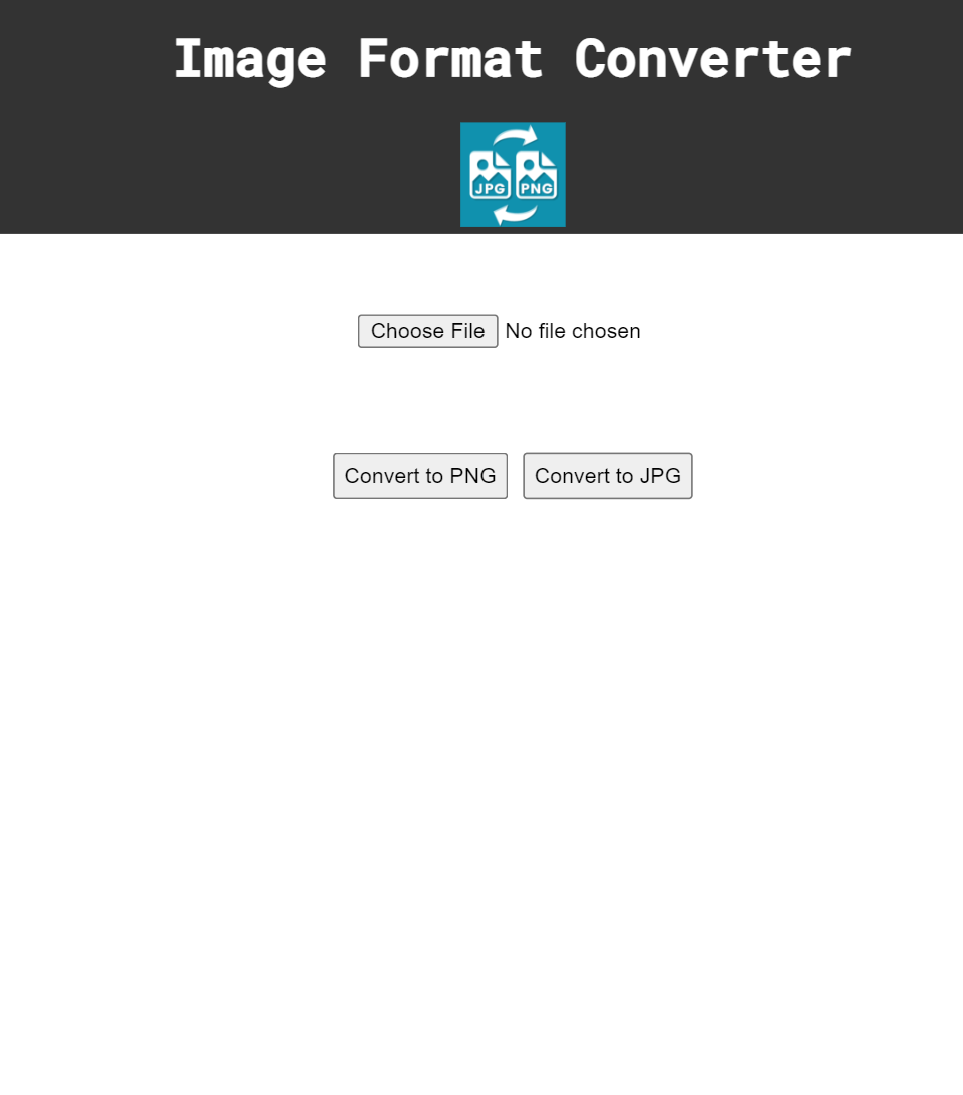 Image Format Converter
JPG PNG
Choose File No file chosen
Convert to PNG Convert to JPG